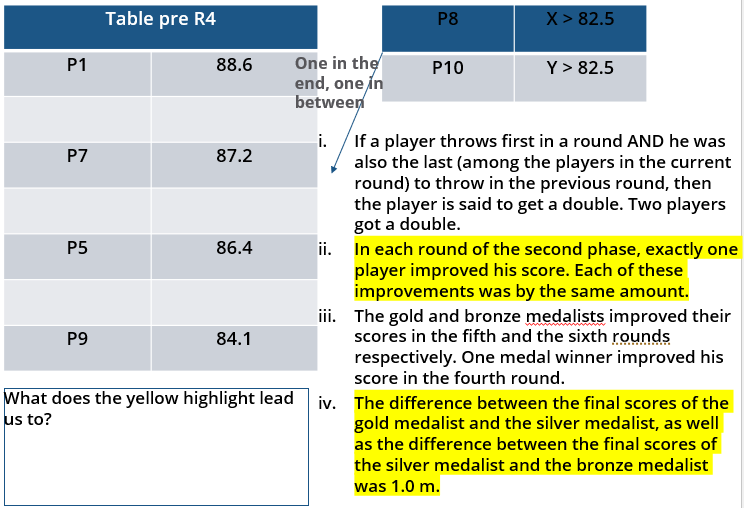 Table pre R4
P1 88.6
P7 87.2
P5 86.4
P9 84.1
P8 X > 82.5
P10 Y > 82.5
One in the
end, one in
between
i. If a player throws first in a round AND he was
also the last (among the players in the current
round) to throw in the previous round, then
the player is said to get a double. Two players
got a double.
ii. In each round of the second phase, exactly one
player improved his score. Each of these
improvements was by the same amount.
iii. The gold and bronze medalists improved their
scores in the fifth and the sixth rounds
respectively. One medal winner improved his
score in the fourth round.
iv. The difference between the final scores of the
gold medalist and the silver medalist, as well
as the difference between the final scores of
the silver medalist and the bronze medalist
was 1.0 m.
What does the yellow highlight lead
us to?